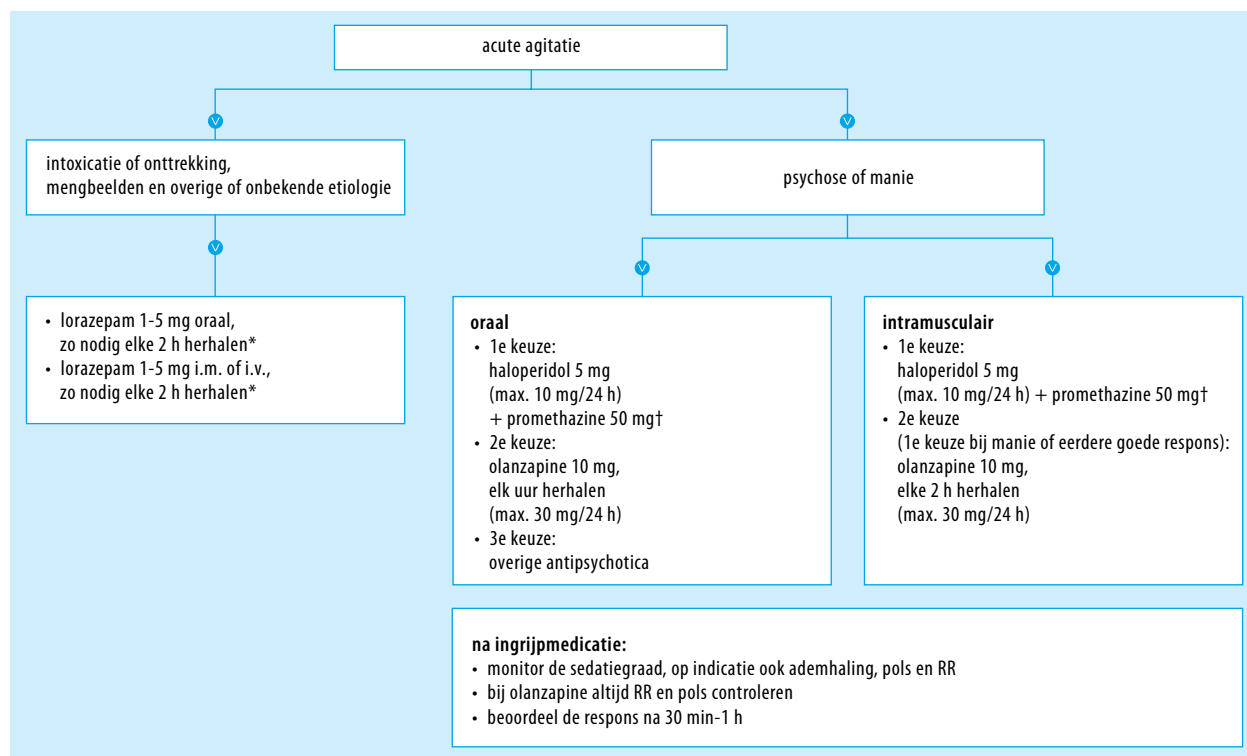 acute agitatie
intoxicatie of onttrekking,
mengbeelden en overige of onbekende etiologie
psychose of manie
• lorazepam 1-5 mg oraal,
zo nodig elke 2 h herhalen*
• lorazepam 1-5 mg i.m. of i.v.,
zo nodig elke 2 h herhalen*
oraal
• 1e keuze:
haloperidol 5 mg
(max. 10 mg/24 h)
+ promethazine 50 mg†
• 2e keuze:
olanzapine 10 mg,
elk uur herhalen
(max. 30 mg/24 h)
• 3e keuze:
overige antipsychotica
intramusculair
• 1e keuze:
haloperidol 5 mg
(max. 10 mg/24 h) + promethazine 50 mg†
• 2e keuze
(1e keuze bij manie of eerdere goede respons):
olanzapine 10 mg,
elke 2 h herhalen
(max. 30 mg/24 h)
na ingrijpmedicatie:
• monitor de sedatiegraad, op indicatie ook ademhaling, pols en RR
• bij olanzapine altijd RR en pols controleren
• beoordeel de respons na 30 min-1 h